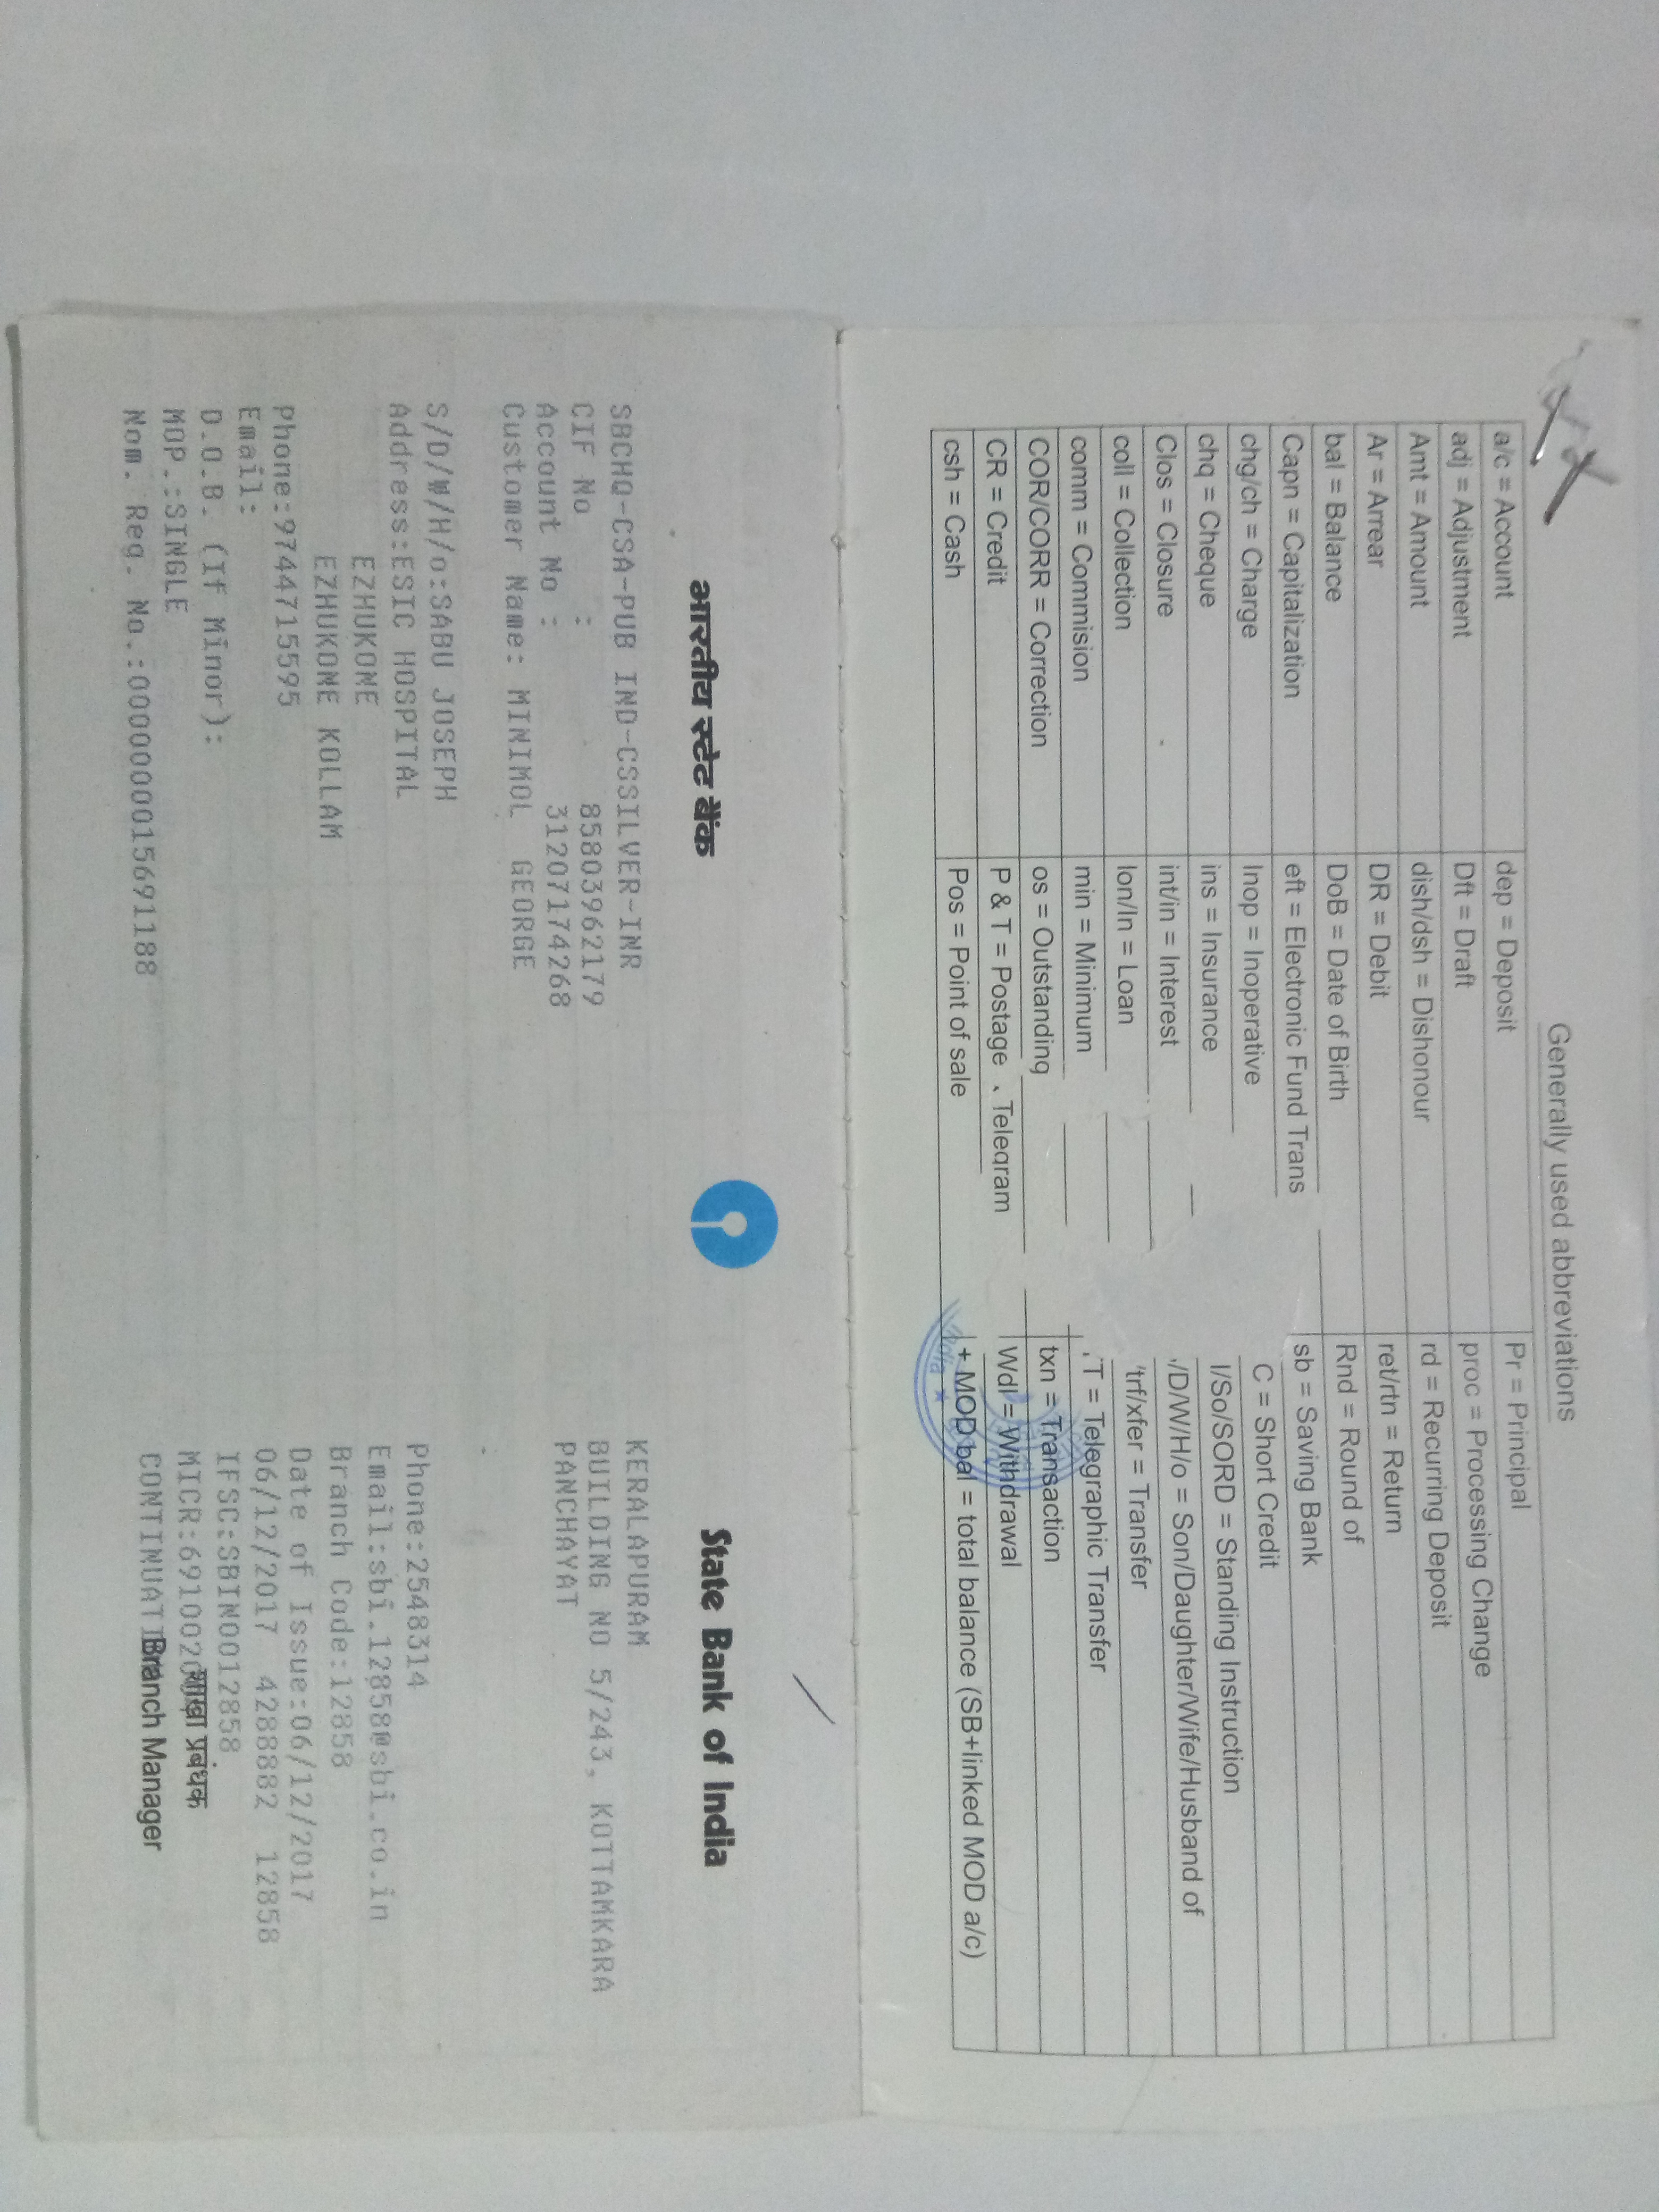 Generally used abbreviations
a/c = Account dep = Deposit Pr = Principal
adj = Adjustment Dft = Draft proc = Processing Change
Amt = Amount dish/dsh = Dishonour rd = Recurring Deposit
Ar = Arrear DR = Debit ret/rtn = Return
bal = Balance DoB = Date of Birth Rnd = Round of
Capn = Capitalization eft = Electronic Fund Trans sb = Saving Bank
chg/ch = Charge Inop = Inoperative C = Short Credit
chq = Cheque ins = Insurance I/So/SORD = Standing Instruction
Clos = Closure int/in = Interest /D/W/H/o = Son/Daughter/Wife/Husband of
coll = Collection lon/ln = Loan trf/xfer = Transfer
comm = Commision min = Minimum T = Telegraphic Transfer
COR/CORR = Correction os = Outstanding txn = Transaction
CR = Credit P & T = Postage Telegram Wdl = Withdrawal
csh = Cash Pos = Point of sale + MOD bal = total balance (SB+linked MOD a/c)
भारतीय स्टेट बैंक State Bank of India
SBCHQ-CSA-PUB IND-CSSILVER-INR KERALAPURAM
CIF No : 85803962179 BUILDING NO 5/243, KOTTAMKARA
Account No : 31207174268 PANCHAYAT
Customer Name: MINIMOL GEORGE
S/D/W/H/o:SABU JOSEPH Phone:2548314
Address:ESIC HOSPITAL Email:sbi.12858@sbi.co.in
EZHUKONE Branch Code:12858
EZHUKONE KOLLAM Date of Issue:06/12/2017
Phone:9744715595 06/12/2017 4288882 12858
Email: IFSC:SBIN0012858
D.O.B. (If Minor): MICR:691002 शाखा प्रबंधक
MOP.:SINGLE CONTINUATI Branch Manager
Nom. Reg. No.:0000000015691188